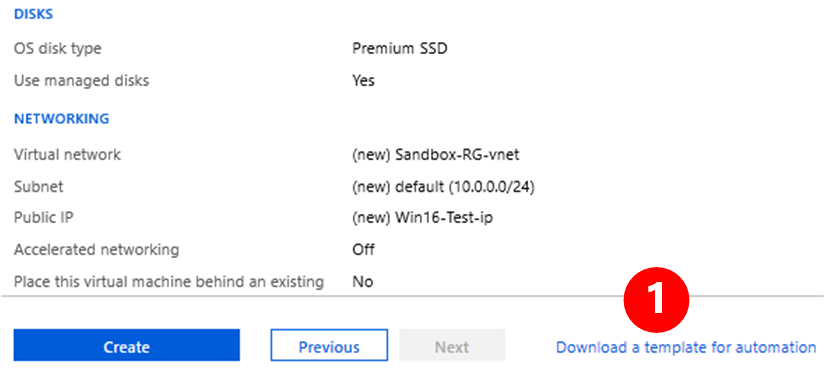 DISKS
OS disk type Premium SSD
Use managed disks Yes
NETWORKING
Virtual network (new) Sandbox-RG-vnet
Subnet (new) default (10.0.0.0/24)
Public IP (new) Win16-Test-ip
Accelerated networking Off
Place this virtual machine behind an existing No
1
Create Previous Next Download a template for automation